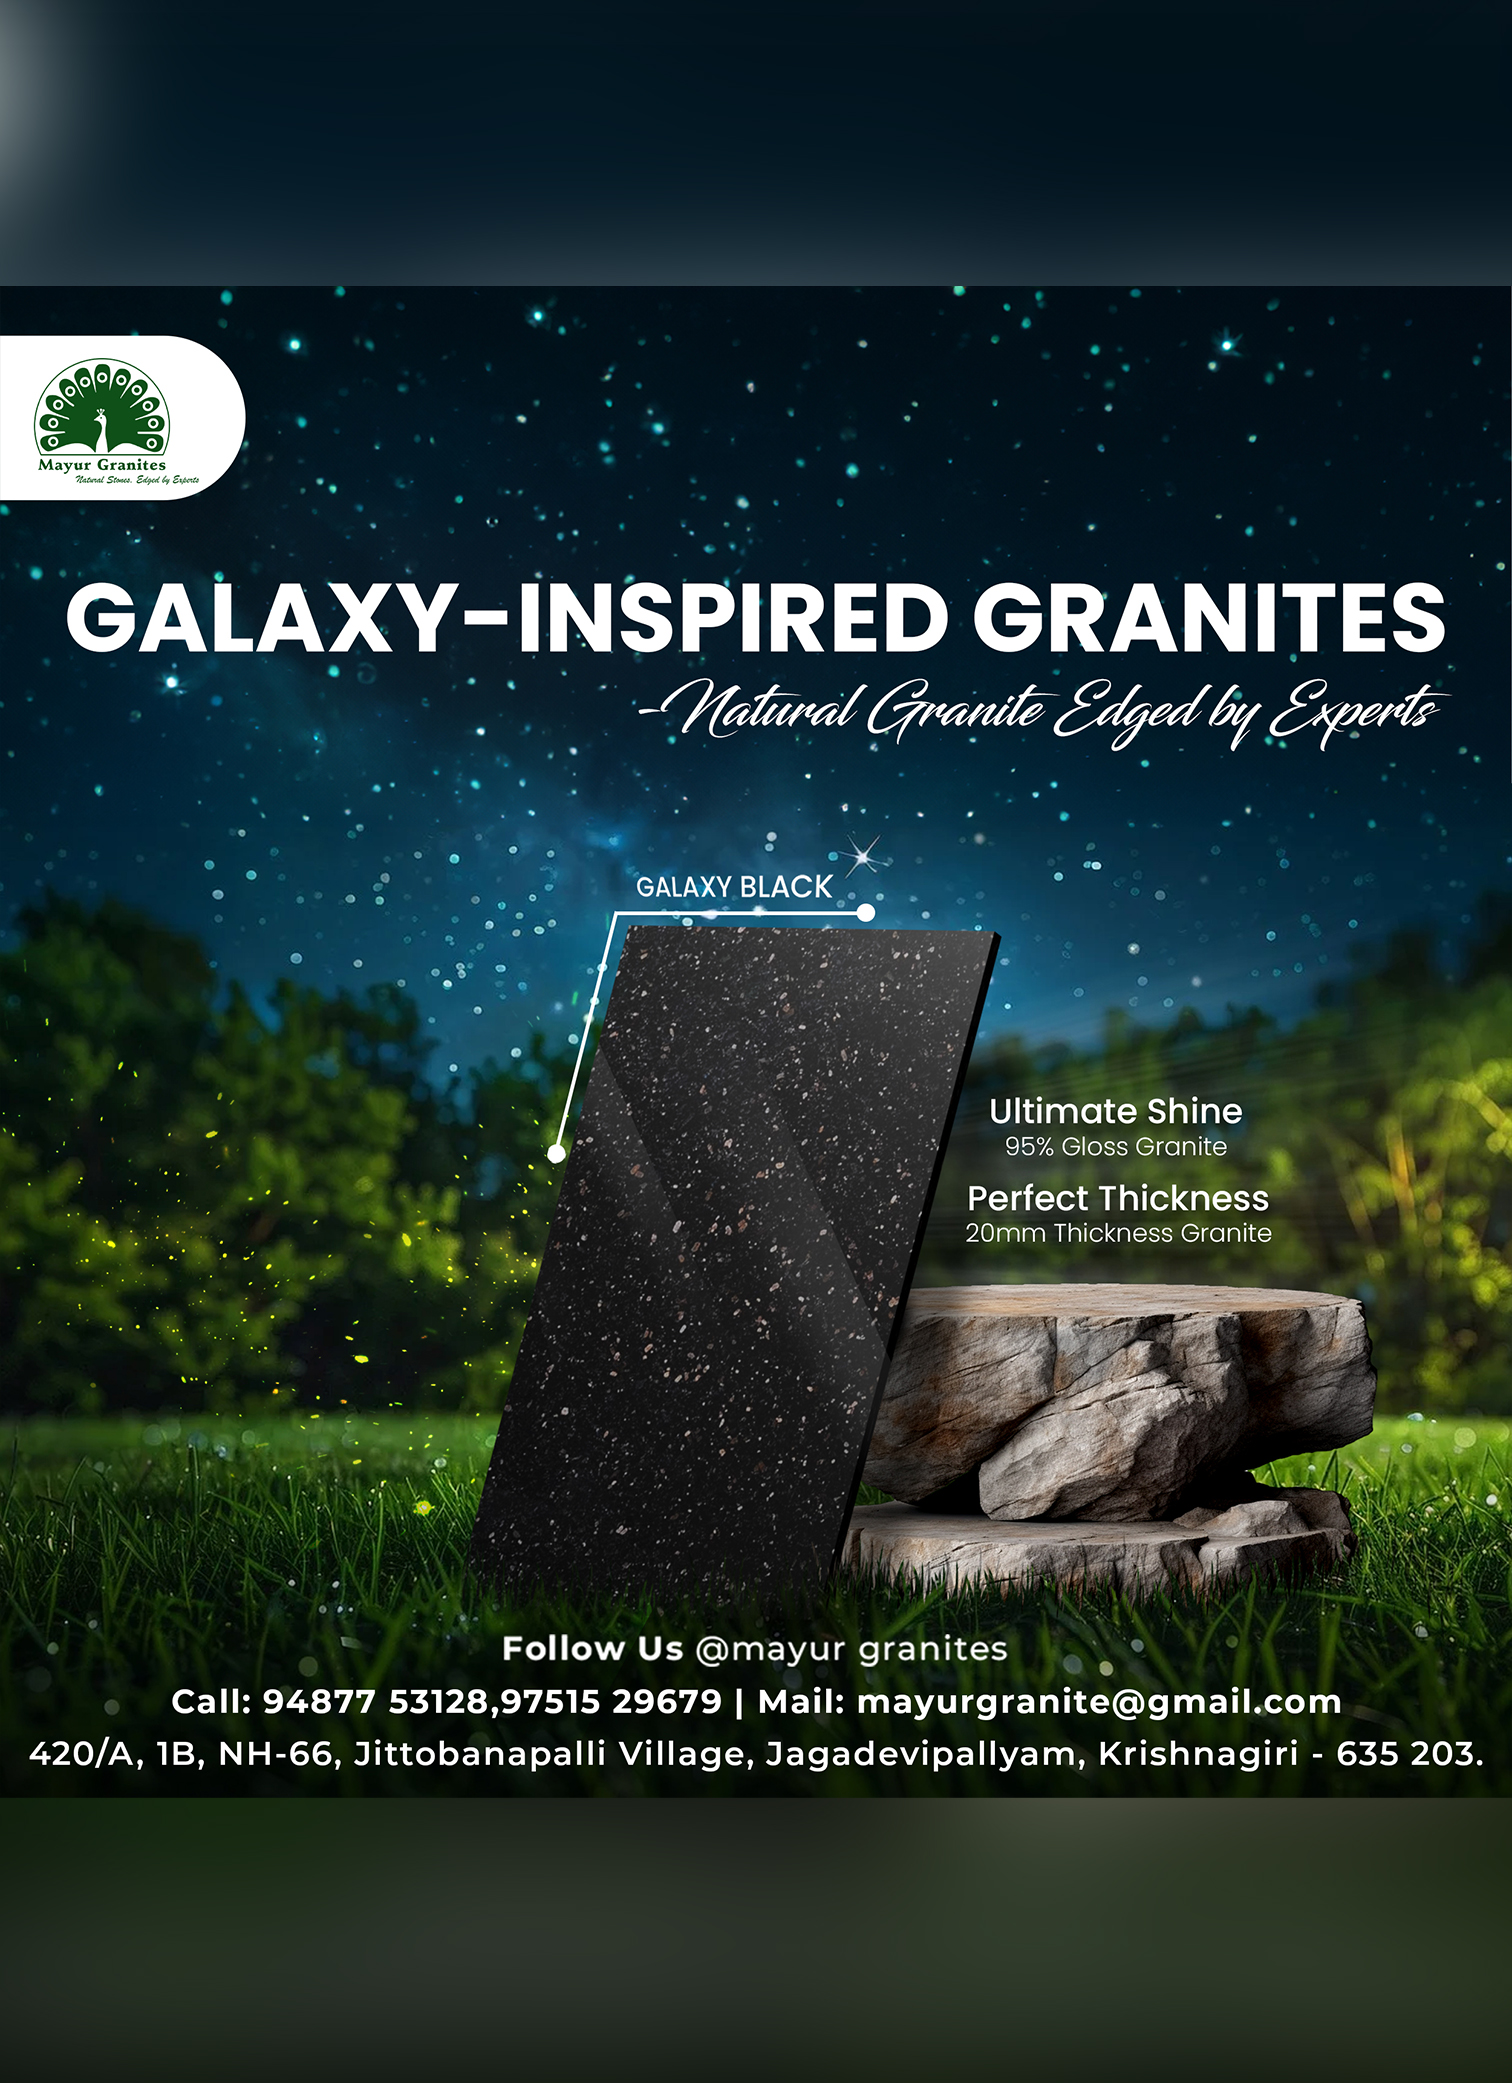 Mayur Granites
Natural Stones. Edged by Experts
GALAXY-INSPIRED GRANITES
-Natural Granite Edged by Experts
GALAXY BLACK
Ultimate Shine
95% Gloss Granite
Perfect Thickness
20mm Thickness Granite
Follow Us @mayur granites
Call: 94877 53128,97515 29679 | Mail: mayurgranite@gmail.com
420/A, 1B, NH-66, Jittobanapalli Village, Jagadevipallyam, Krishnagiri - 635 203.